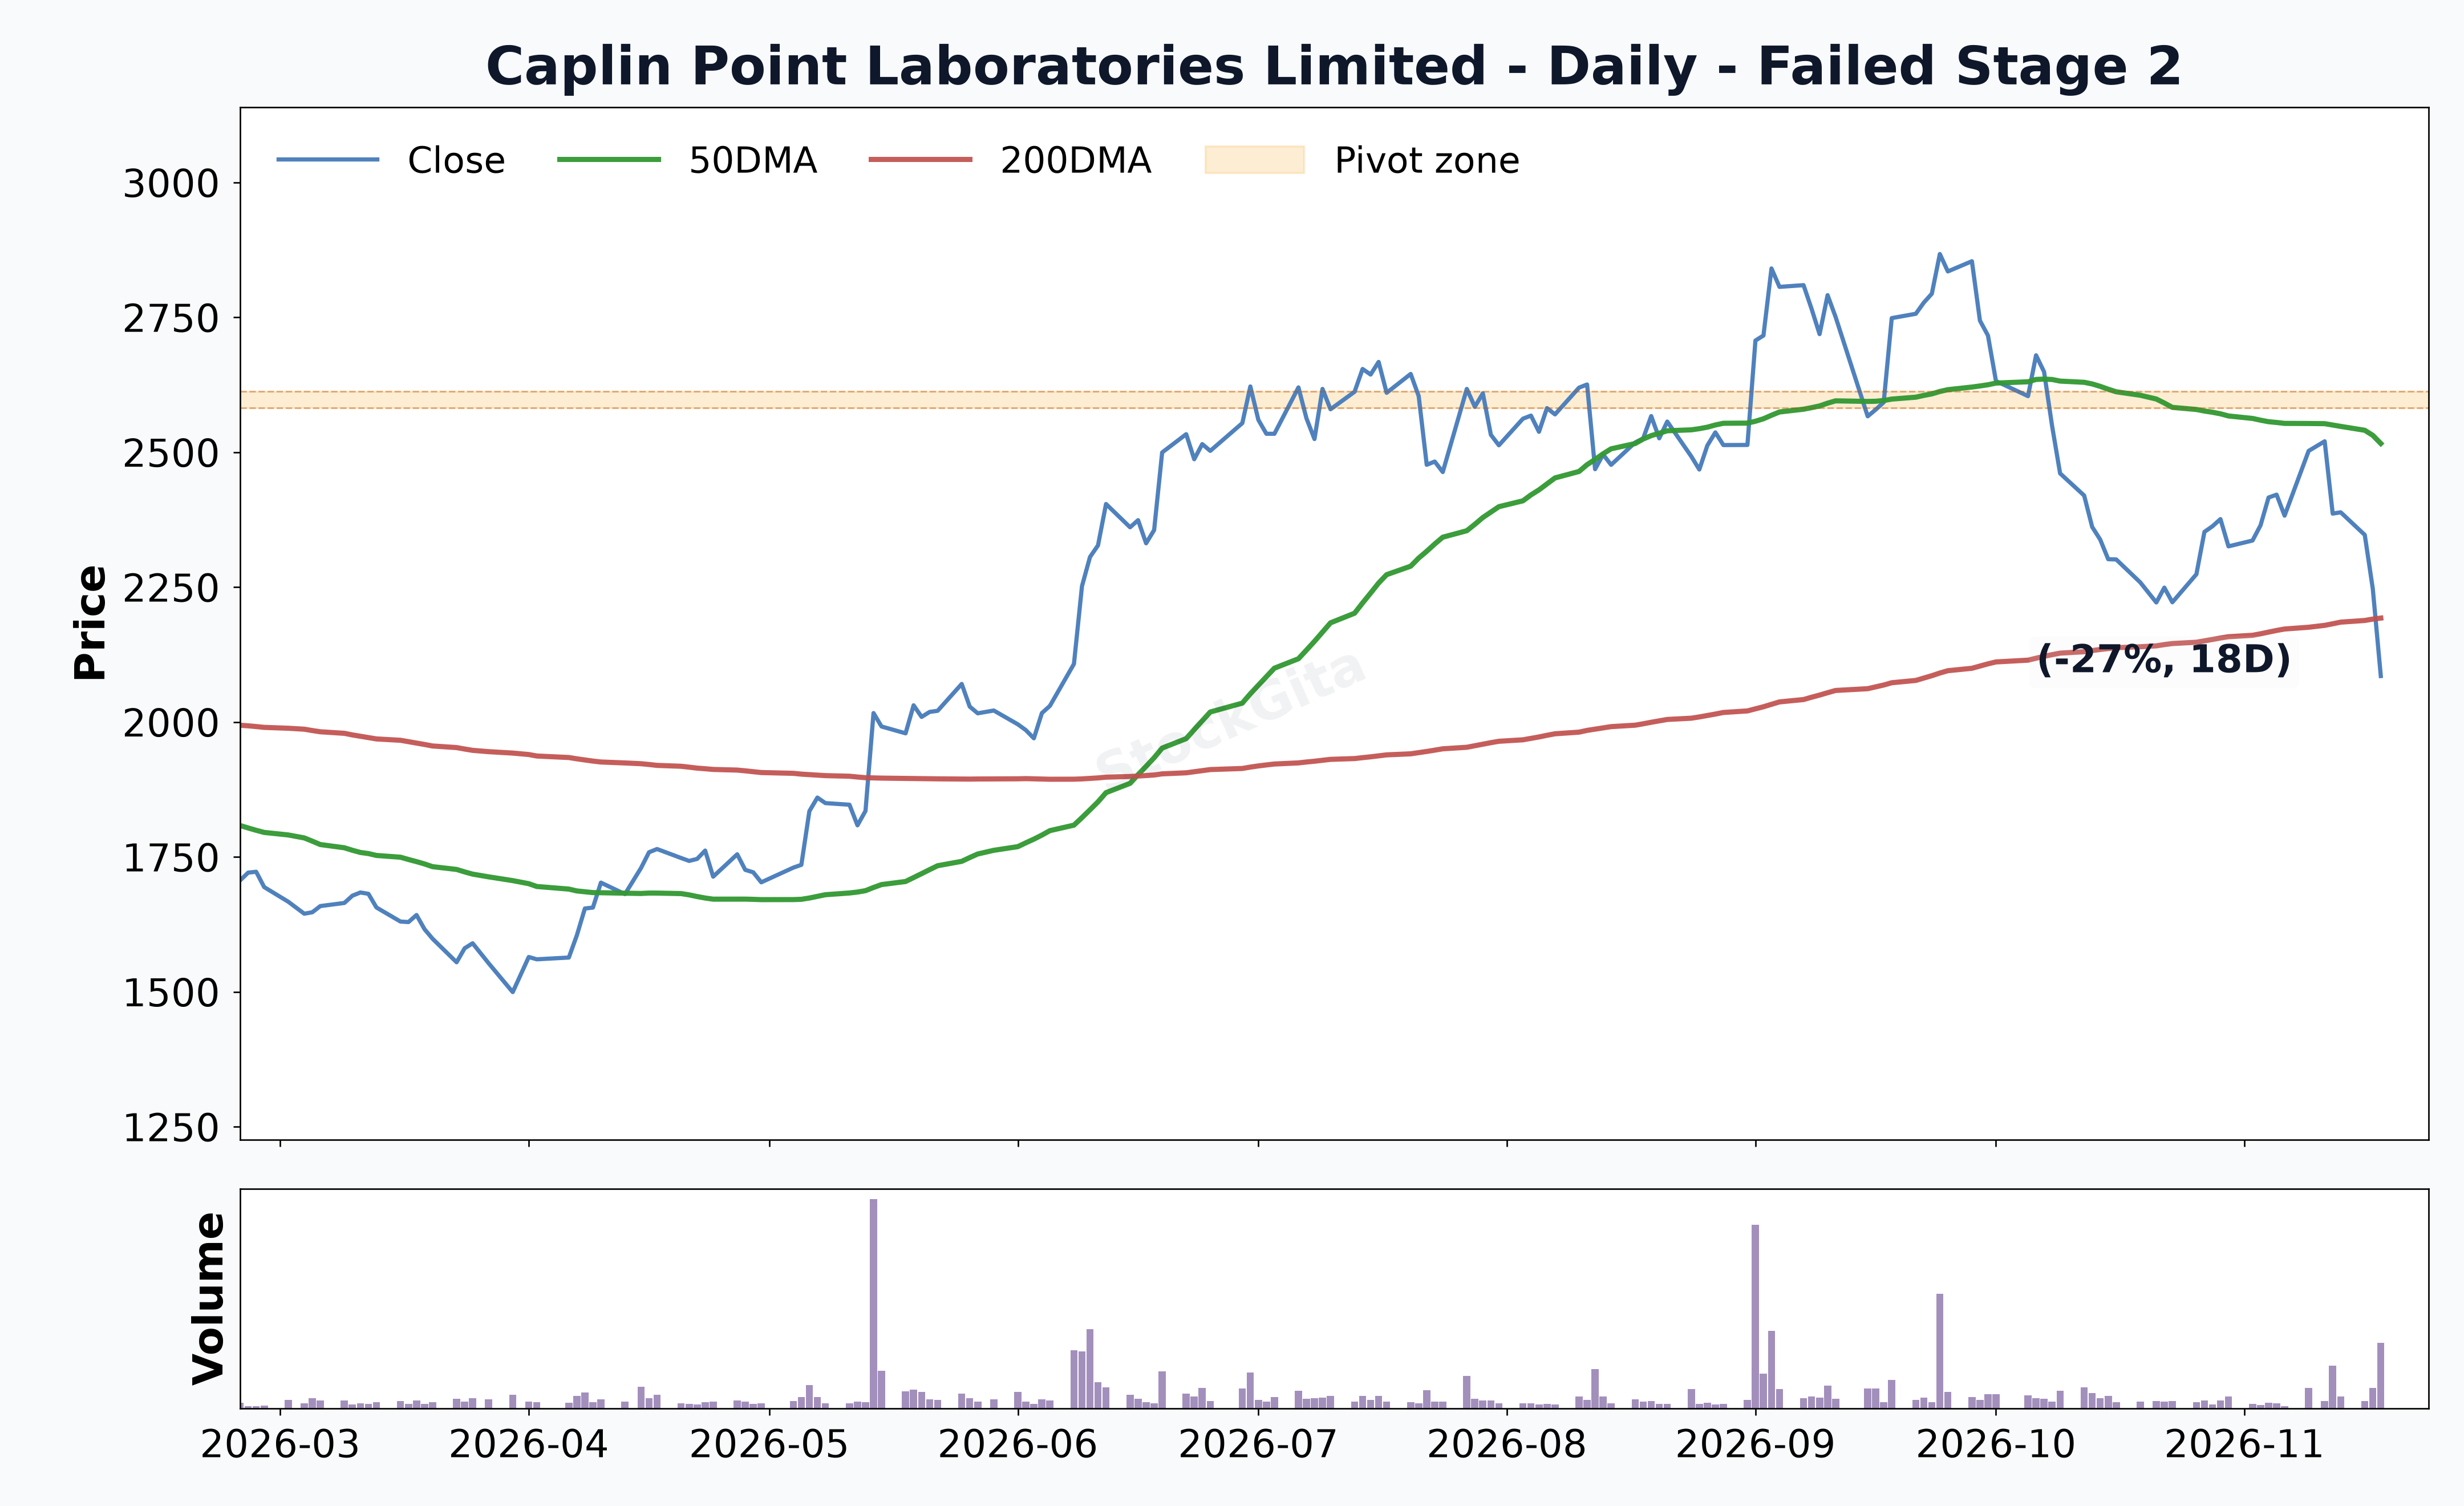 Caplin Point Laboratories Limited - Daily - Failed Stage 2
Close 50DMA 200DMA Pivot zone
Price
3000
2750
2500
2250
2000
1750
1500
1250
(-27%, 18D)
StockGita
Volume
2026-03 2026-04 2026-05 2026-06 2026-07 2026-08 2026-09 2026-10 2026-11